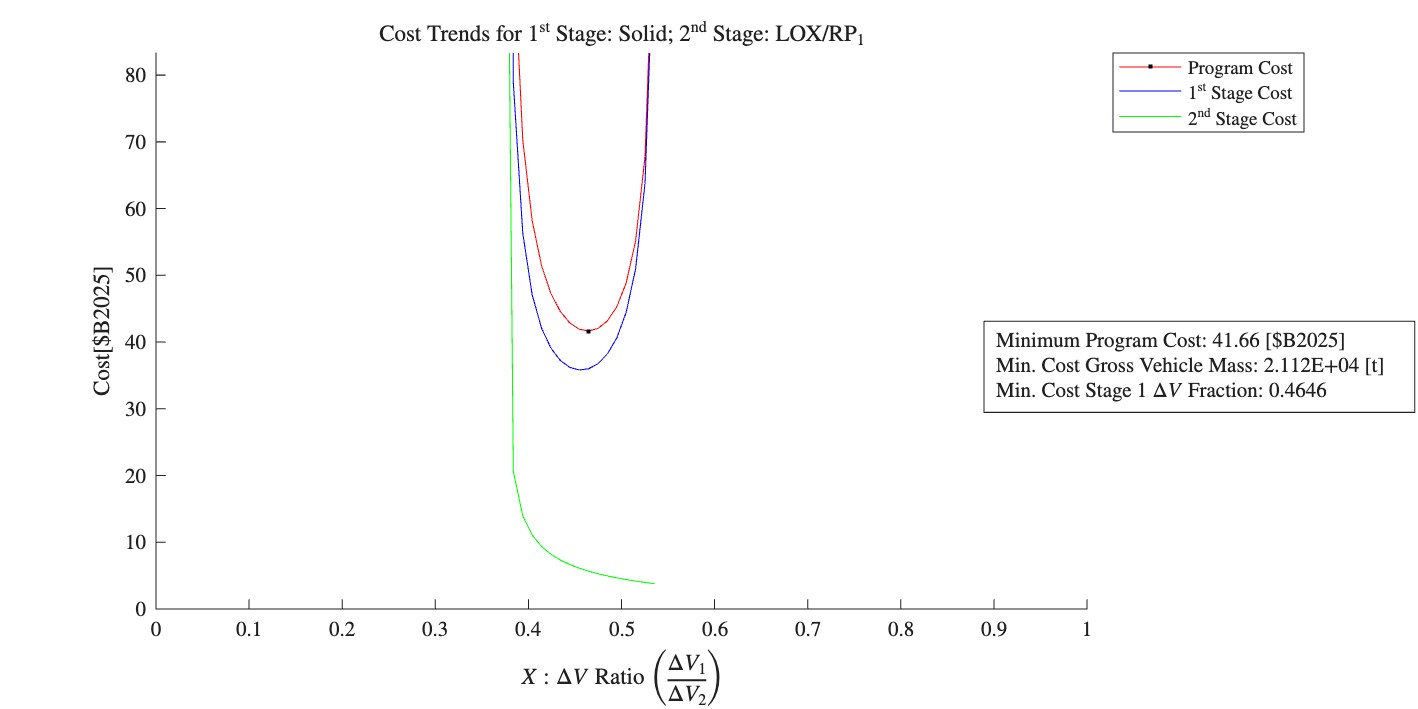 Cost Trends for 1st Stage: Solid; 2nd Stage: LOX/RP1
Program Cost
1st Stage Cost
2nd Stage Cost
Cost[$B2025]
80
70
60
50
40
30
20
10
0
Minimum Program Cost: 41.66 [$B2025]
Min. Cost Gross Vehicle Mass: 2.112E+04 [t]
Min. Cost Stage 1 ΔV Fraction: 0.4646
0 0.1 0.2 0.3 0.4 0.5 0.6 0.7 0.8 0.9 1
X : ΔV Ratio (ΔV1/ΔV2)